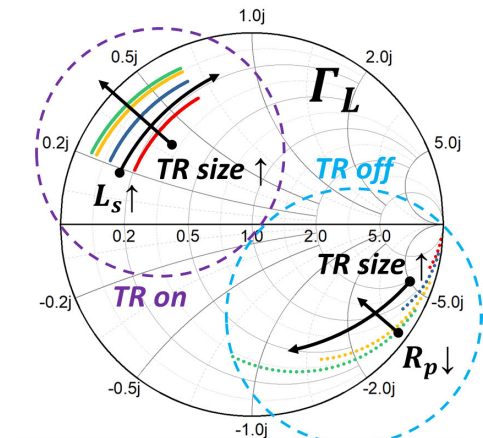 1.0j
0.5j
2.0j
Γ_L
0.2j
5.0j
TR size ↑
TR off
L_s ↑
0.2 0.5 1.0 2.0 5.0
TR size ↑
-0.2j
TR on
-5.0j
R_p ↓
-0.5j
-2.0j
-1.0j